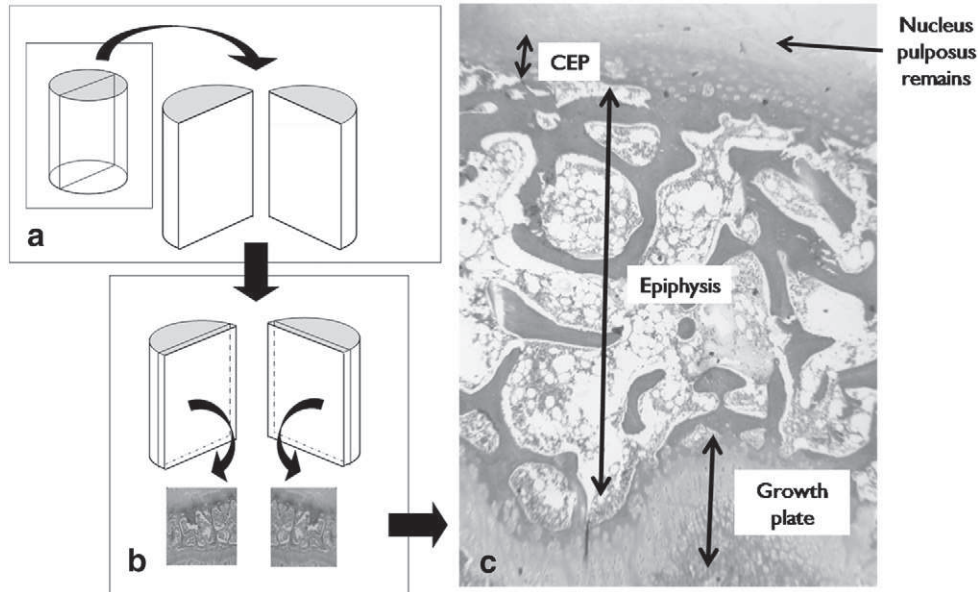 a
b
c
CEP
Nucleus
pulposus
remains
Epiphysis
Growth
plate